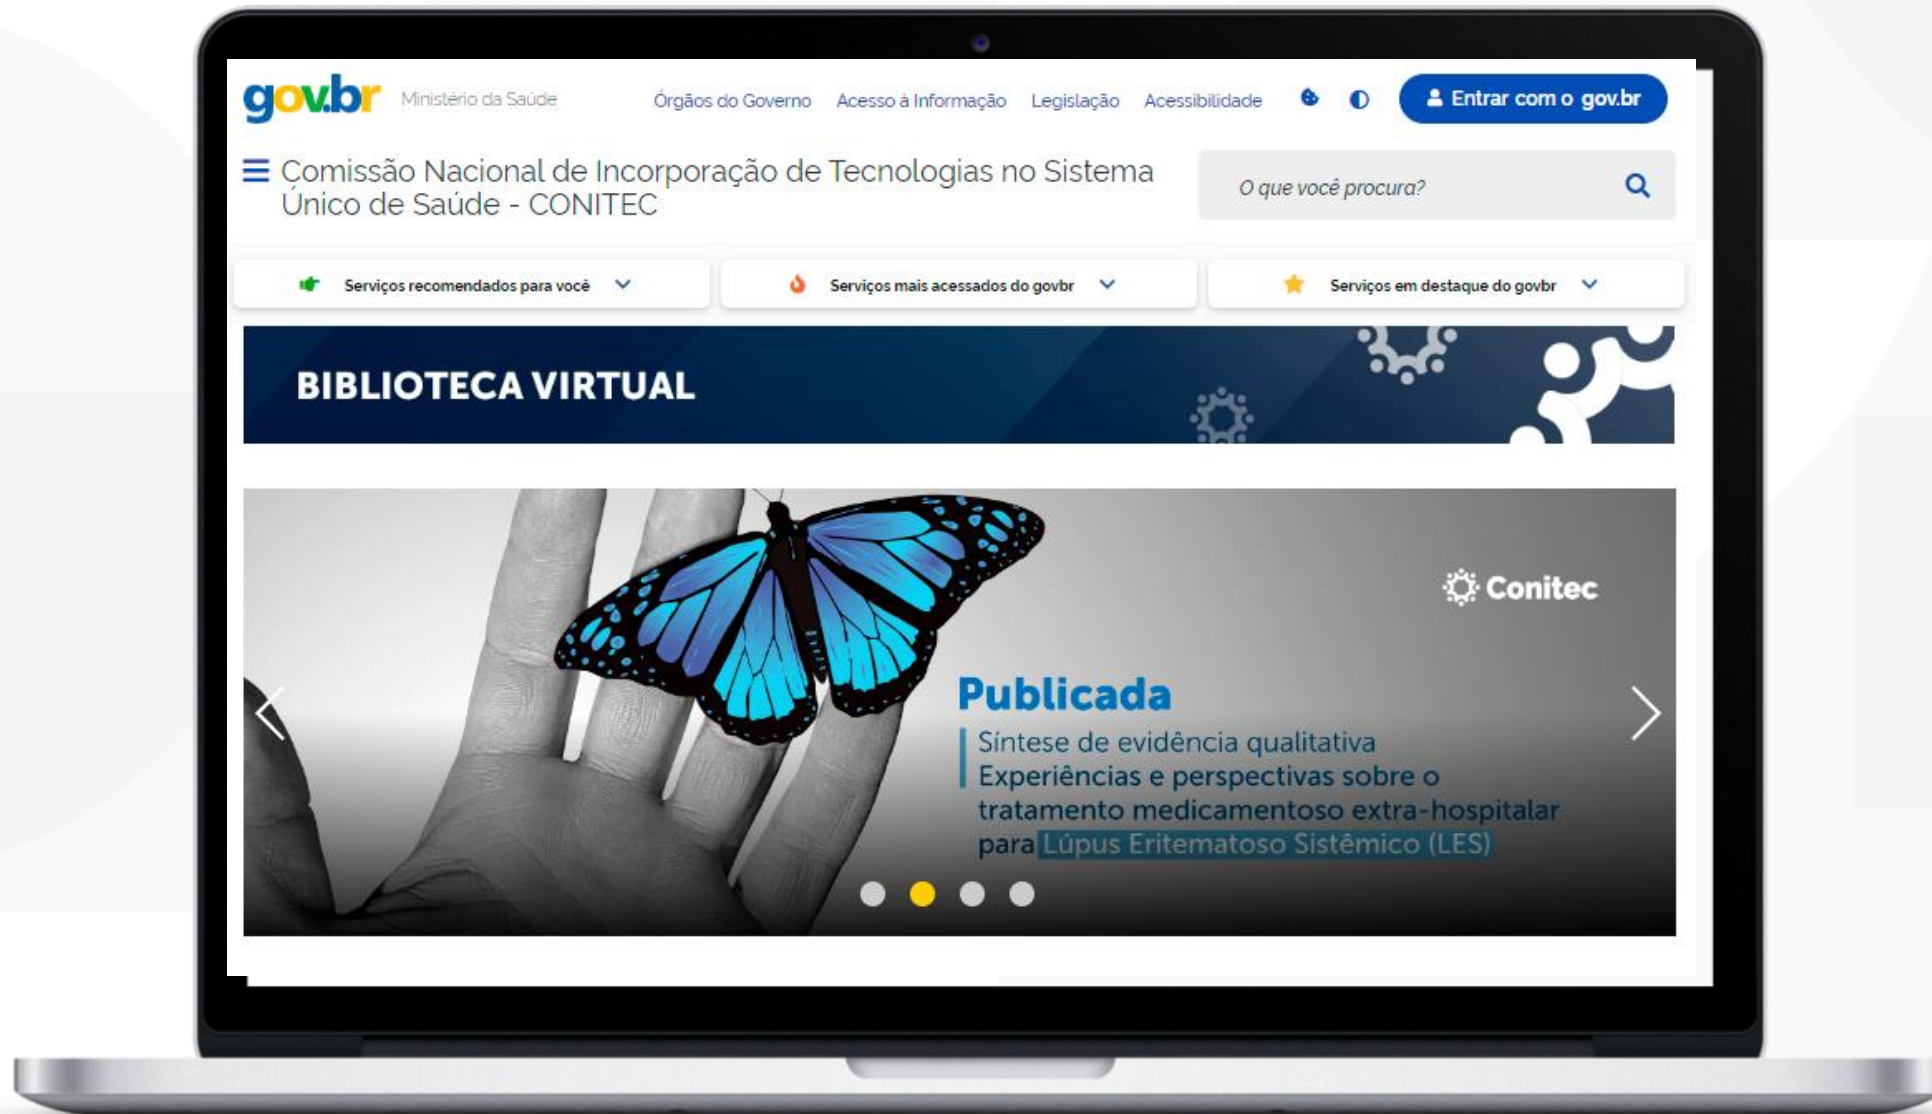 gov.br Ministério da Saúde Órgãos do Governo Acesso à Informação Legislação Acessibilidade Entrar com o gov.br
Comissão Nacional de Incorporação de Tecnologias no Sistema
Único de Saúde - CONITEC
O que você procura?
Serviços recomendados para você Serviços mais acessados do govbr Serviços em destaque do govbr
BIBLIOTECA VIRTUAL
Conitec
Publicada
Síntese de evidência qualitativa
Experiências e perspectivas sobre o
tratamento medicamentoso extra-hospitalar
para Lúpus Eritematoso Sistêmico (LES)